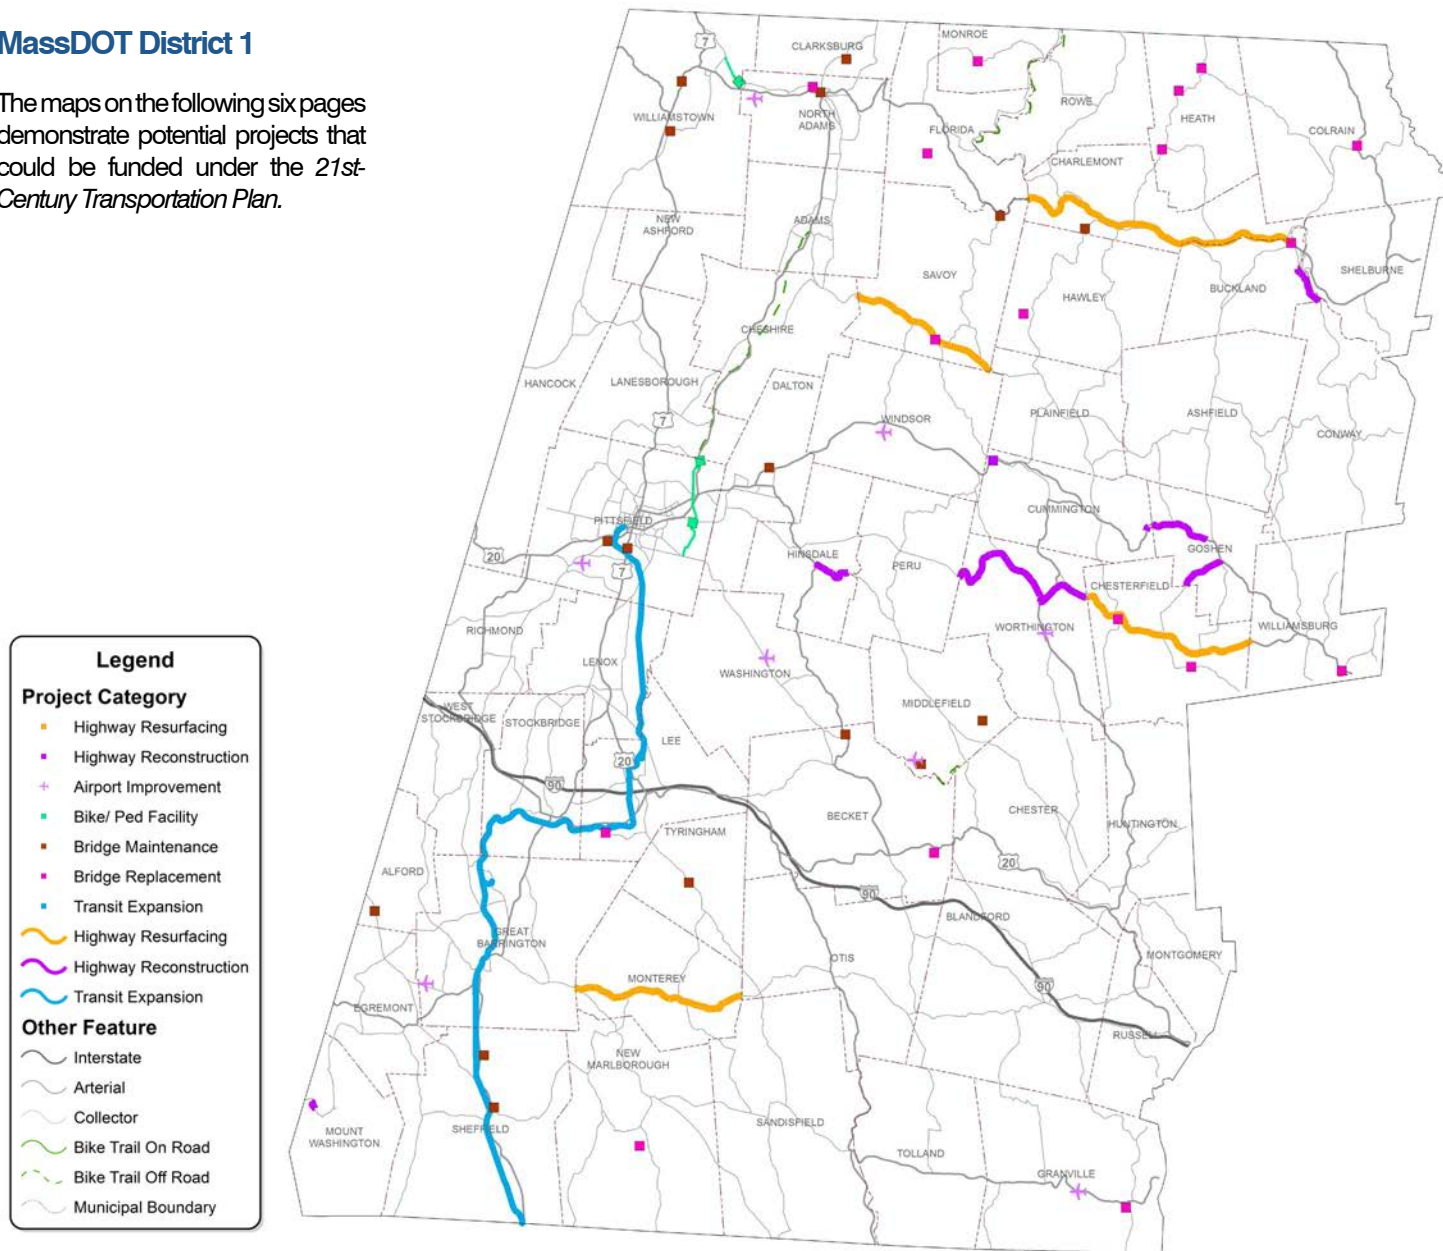 MassDOT District 1
The maps on the following six pages
demonstrate potential projects that
could be funded under the 21st-
Century Transportation Plan.
MONROE
7
CLARKSBURG
ROWE
WILLIAMSTOWN
NORTH
ADAMS
FLORIDA
HEATH
COLRAIN
CHARLEMONT
NEW
ASHFORD
ADAMS
SAVOY
HAWLEY
BUCKLAND
SHELBURNE
CHESHIRE
HANCOCK
LANESBOROUGH
DALTON
7
WINDSOR
PLAINFIELD
ASHFIELD
CONWAY
PITTSFIELD
CUMMINGTON
20
HINSDALE
PERU
GOSHEN
7
CHESTERFIELD
RICHMOND
WORTHINGTON
WILLIAMSBURG
LENOX
WASHINGTON
WEST
STOCKBRIDGE
STOCKBRIDGE
MIDDLEFIELD
LEE
20
90
BECKET
CHESTER
HUNTINGTON
TYRINGHAM
20
ALFORD
90
BLANDFORD
GREAT
BARRINGTON
OTIS
MONTGOMERY
MONTEREY
90
EGREMONT
RUSSELL
NEW
MARLBOROUGH
MOUNT
WASHINGTON
SHEFFIELD
SANDISFIELD
TOLLAND
GRANVILLE
Legend
Project Category
Highway Resurfacing
Highway Reconstruction
Airport Improvement
Bike/ Ped Facility
Bridge Maintenance
Bridge Replacement
Transit Expansion
Highway Resurfacing
Highway Reconstruction
Transit Expansion
Other Feature
Interstate
Arterial
Collector
Bike Trail On Road
Bike Trail Off Road
Municipal Boundary